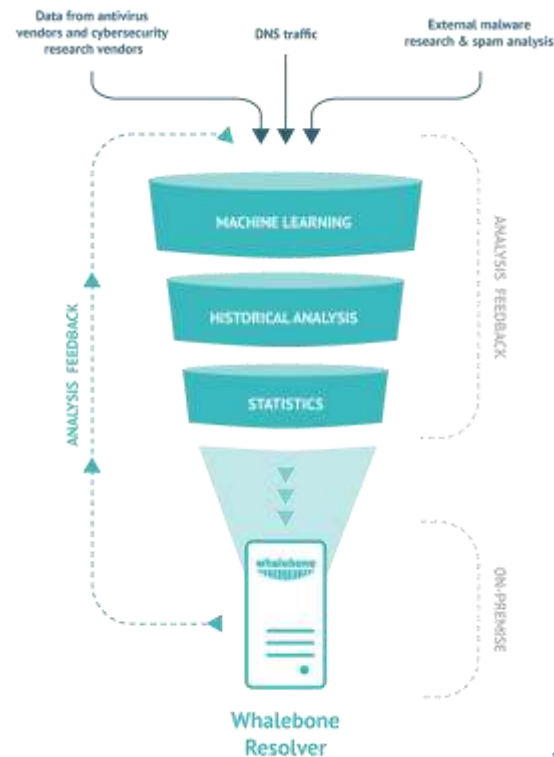 Data from antivirus
vendors and cybersecurity
research vendors
DNS traffic
External malware
research & spam analysis
MACHINE LEARNING
HISTORICAL ANALYSIS
STATISTICS
ANALYSIS FEEDBACK
ANALYSIS FEEDBACK
ON-PREMISE
whalebone
Whalebone
Resolver